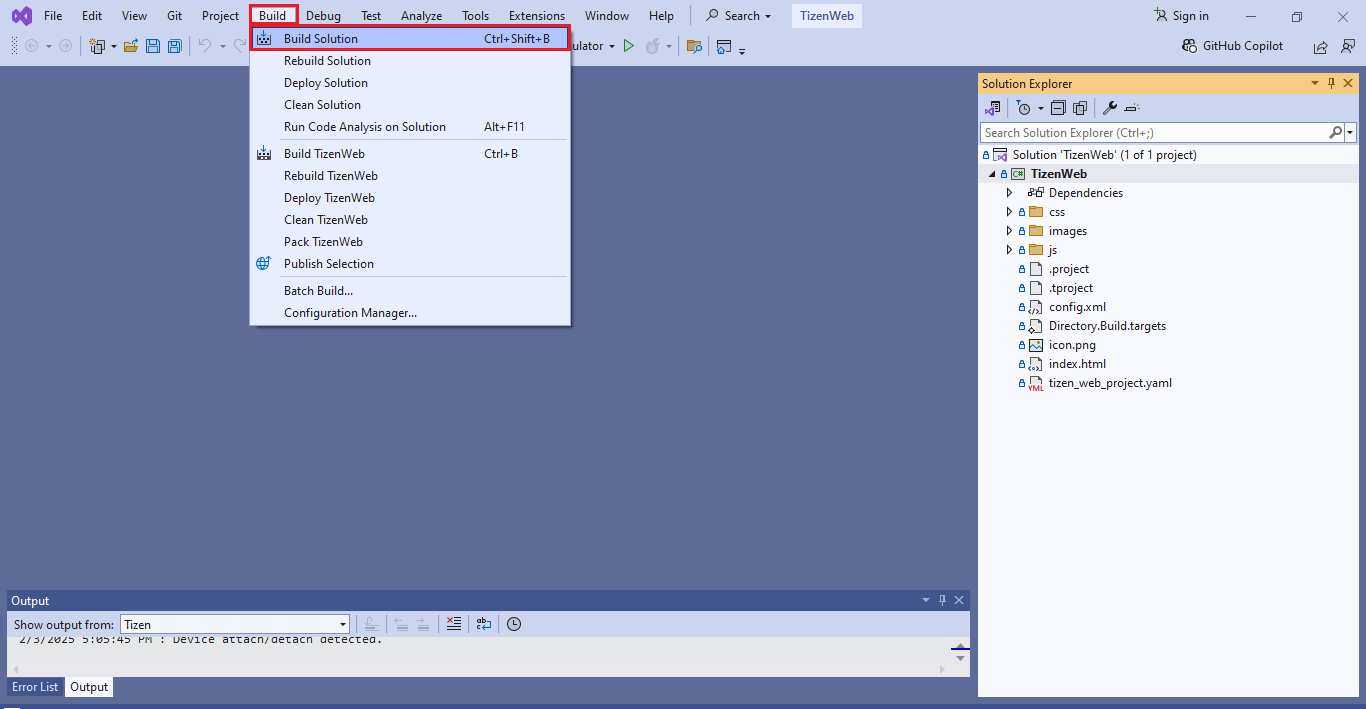 File Edit View Git Project Build Debug Test Analyze Tools Extensions Window Help Search TizenWeb Sign in
ulator GitHub Copilot
Build Solution Ctrl+Shift+B
Rebuild Solution
Deploy Solution
Clean Solution
Run Code Analysis on Solution Alt+F11
Build TizenWeb Ctrl+B
Rebuild TizenWeb
Deploy TizenWeb
Clean TizenWeb
Pack TizenWeb
Publish Selection
Batch Build...
Configuration Manager...
Solution Explorer
Search Solution Explorer (Ctrl+;)
Solution 'TizenWeb' (1 of 1 project)
C# TizenWeb
Dependencies
css
images
js
.project
.tproject
config.xml
Directory.Build.targets
icon.png
index.html
YML tizen_web_project.yaml
Output
Show output from: Tizen
2/3/2025 5:05:45 PM : Device attach/detach detected.
Error List Output